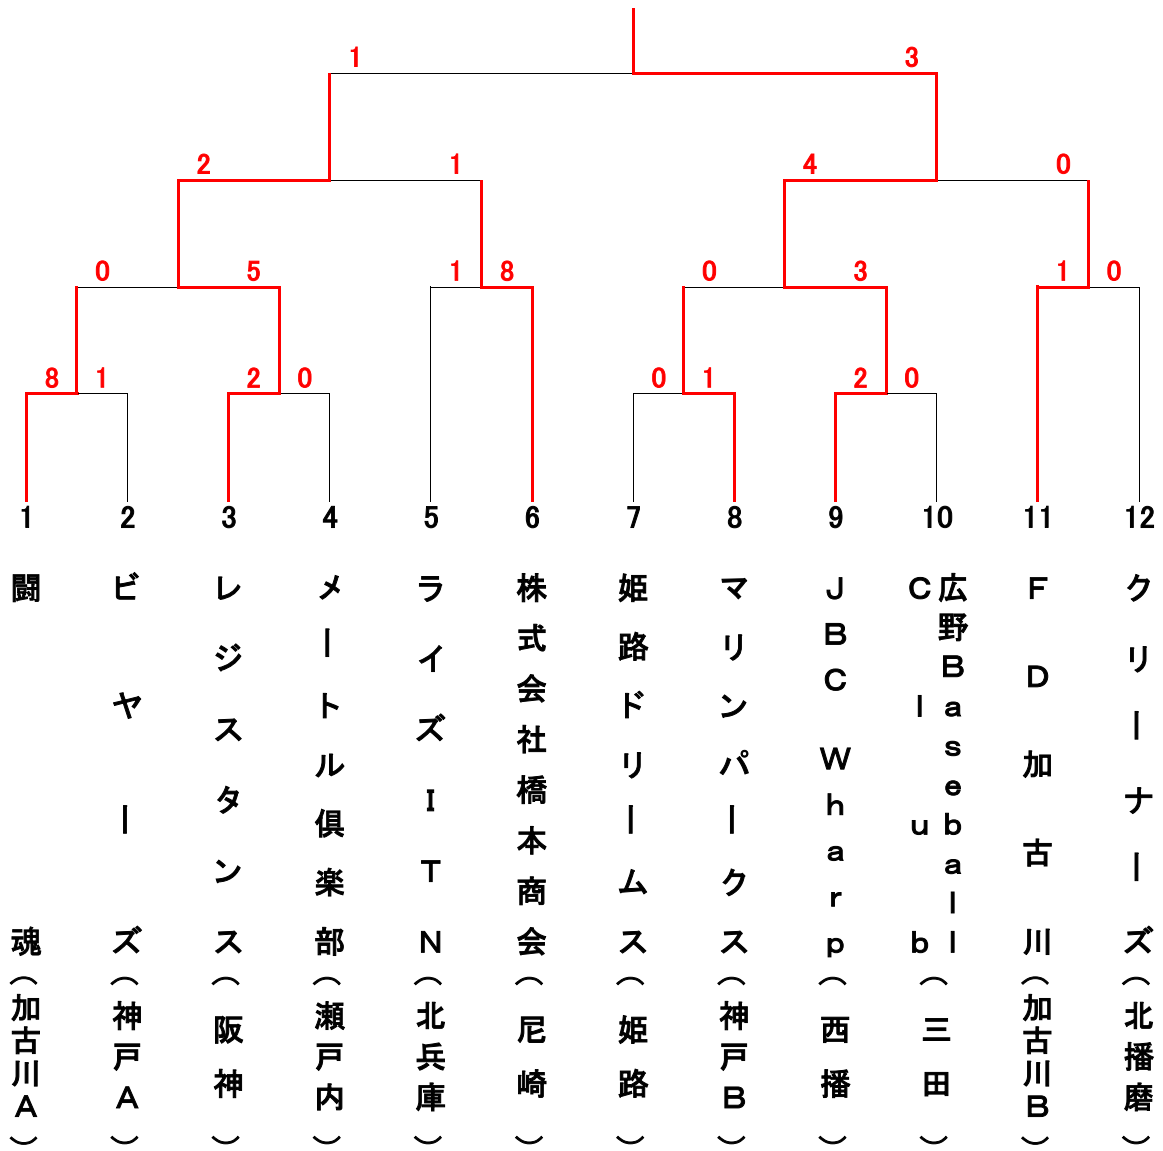 1 3
2 1 4 0
0 5 1 8 0 3 1 0
8 1 2 0 0 1 2 0
1 2 3 4 5 6 7 8 9 10 11 12
闘魂（加古川A）
ビヤーズ（神戸A）
レジスタンス（阪神）
メートル倶楽部（瀬戸内）
ライズITN（北兵庫）
株式会社橋本商会（尼崎）
姫路ドリームス（姫路）
マリンパークス（神戸B）
JBC Wharp（西播）
広野Baseball
Club（三田）
FD加古川（加古川B）
クリーナーズ（北播磨）